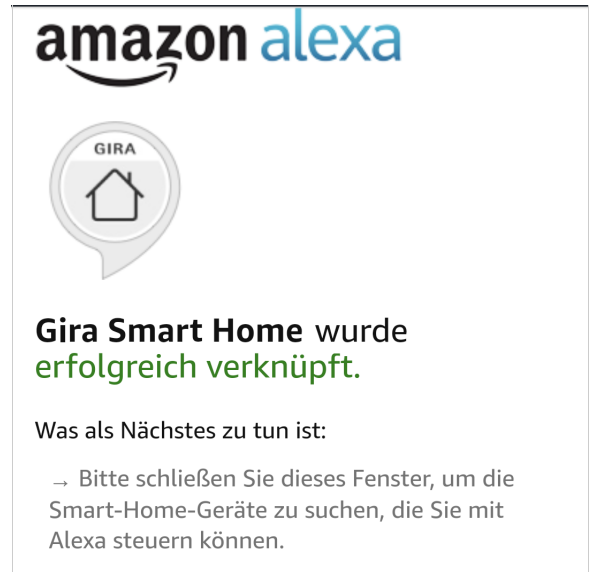 amazon alexa
GIRA
Gira Smart Home wurde
erfolgreich verknüpft.
Was als Nächstes zu tun ist:
→ Bitte schließen Sie dieses Fenster, um die
Smart-Home-Geräte zu suchen, die Sie mit
Alexa steuern können.